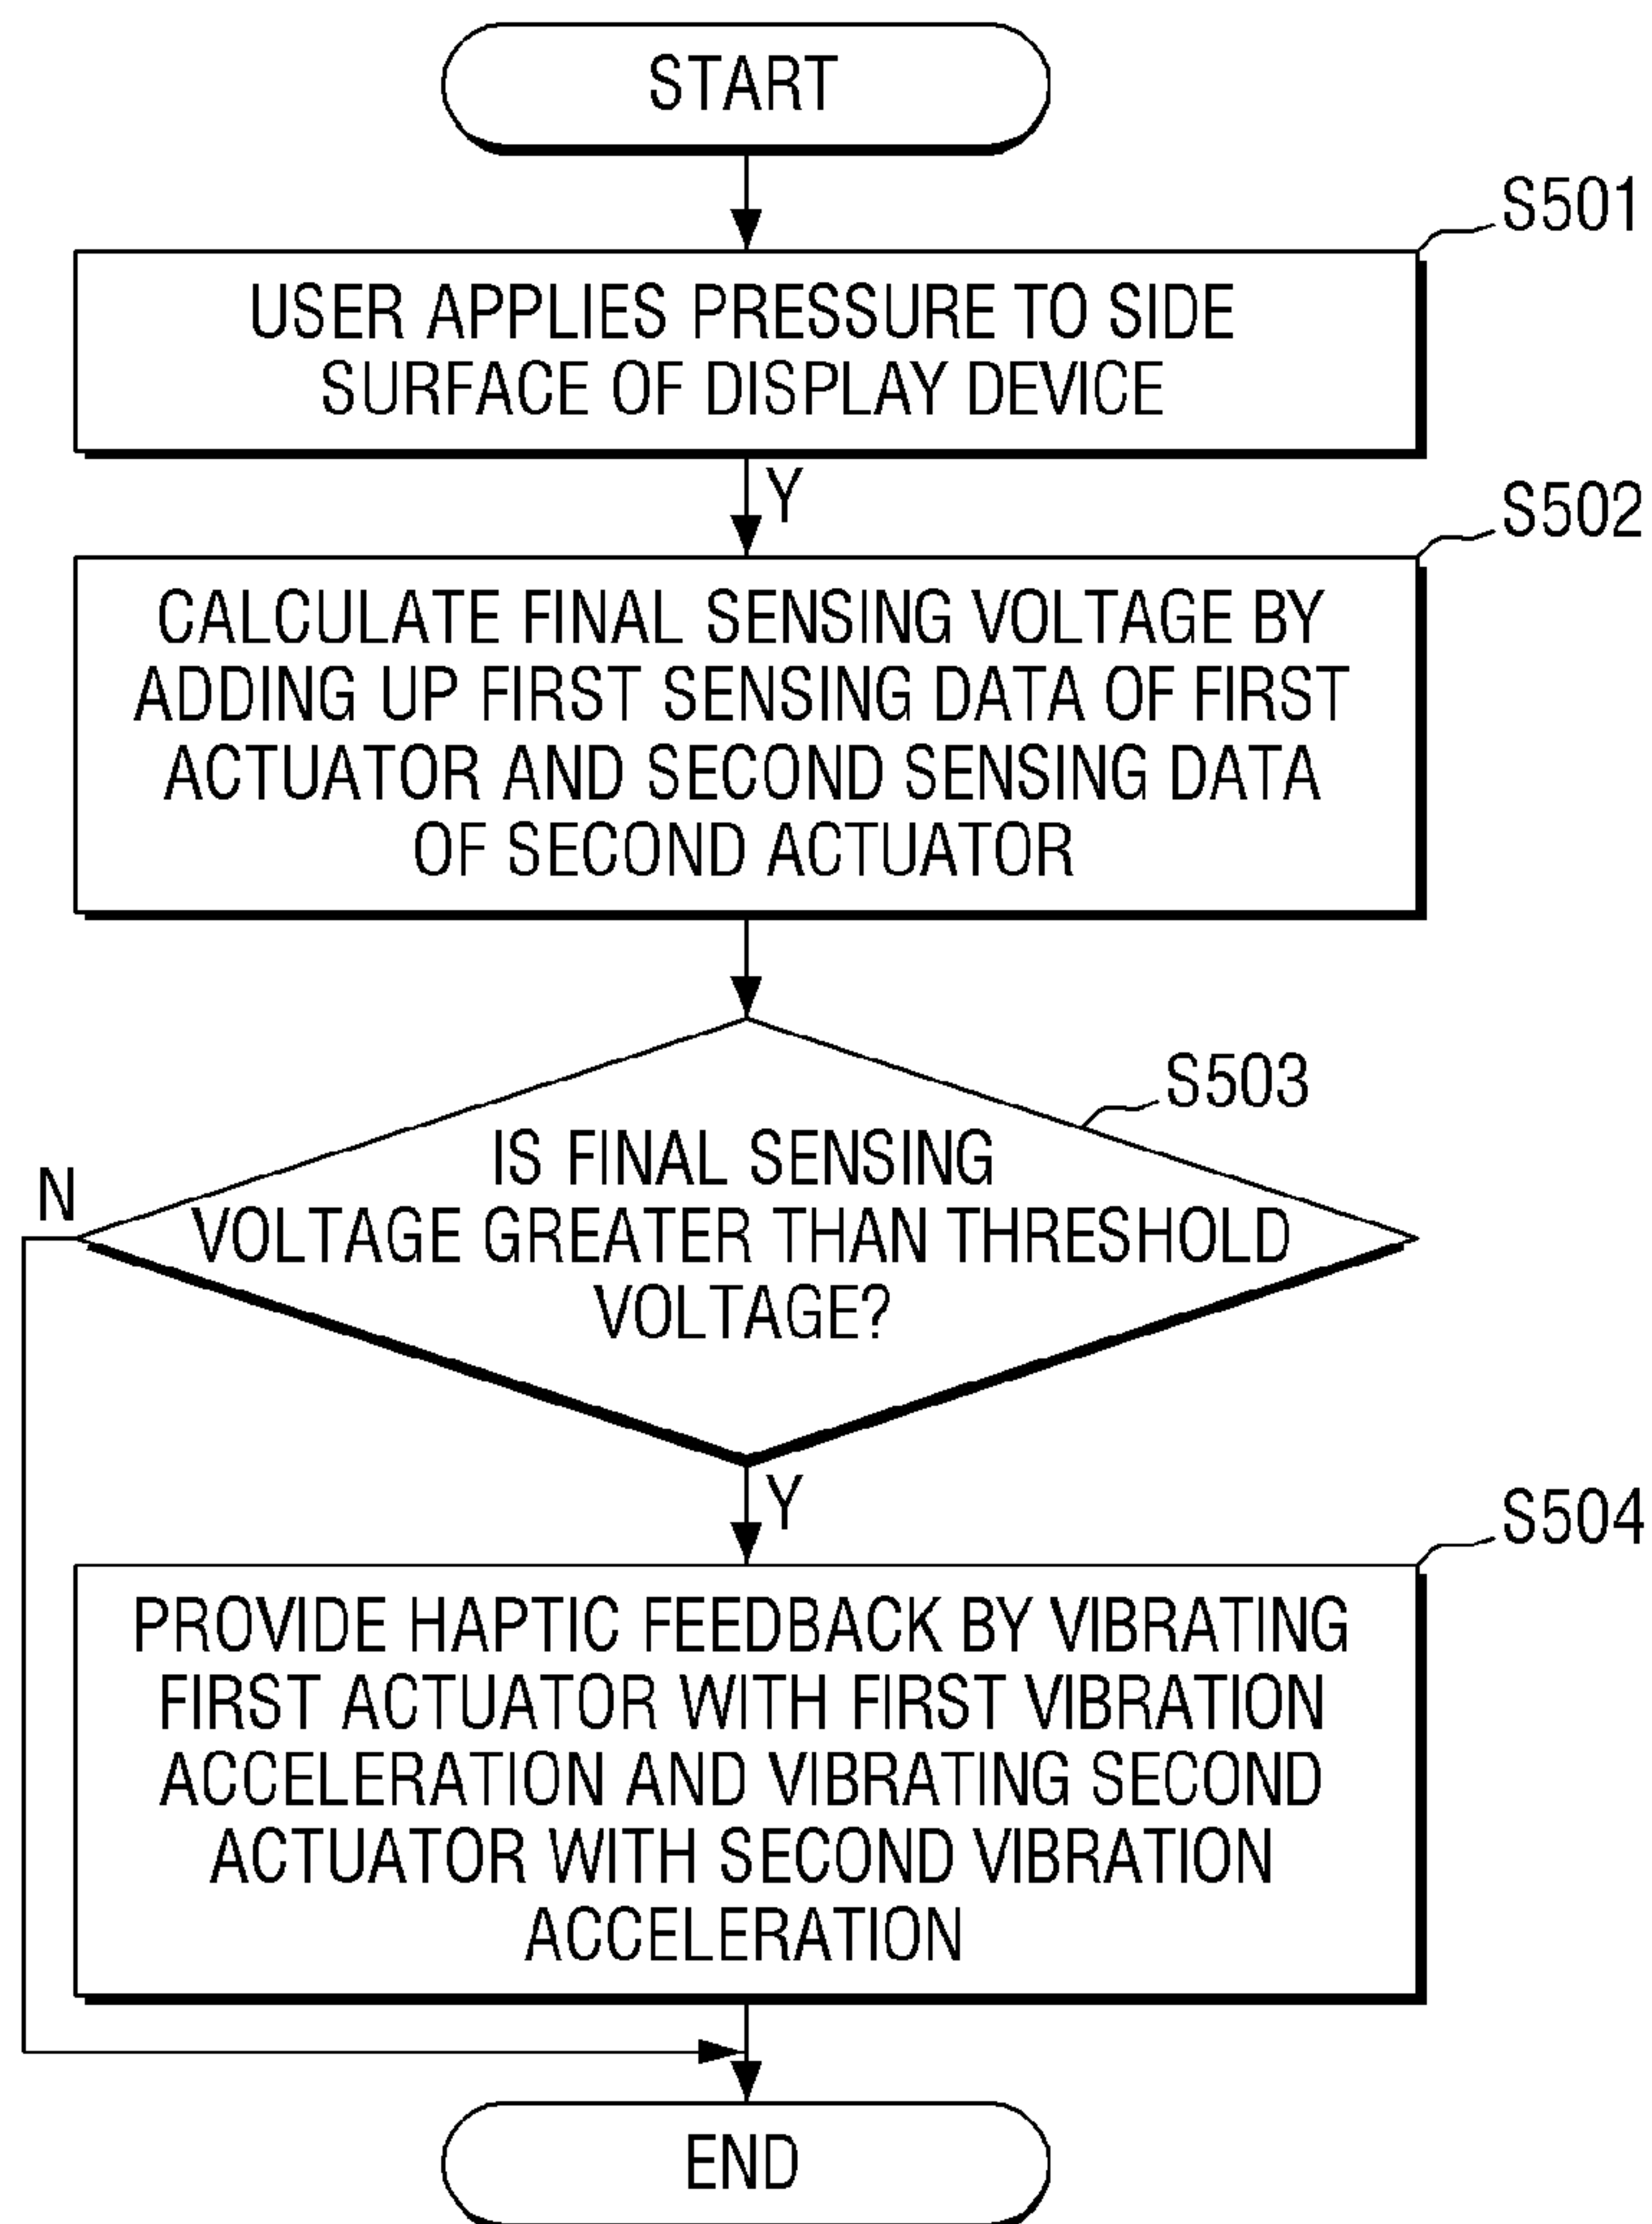 START
S501
USER APPLIES PRESSURE TO SIDE
SURFACE OF DISPLAY DEVICE
Y
S502
CALCULATE FINAL SENSING VOLTAGE BY
ADDING UP FIRST SENSING DATA OF FIRST
ACTUATOR AND SECOND SENSING DATA
OF SECOND ACTUATOR
S503
IS FINAL SENSING
VOLTAGE GREATER THAN THRESHOLD
VOLTAGE?
N
Y
S504
PROVIDE HAPTIC FEEDBACK BY VIBRATING
FIRST ACTUATOR WITH FIRST VIBRATION
ACCELERATION AND VIBRATING SECOND
ACTUATOR WITH SECOND VIBRATION
ACCELERATION
END